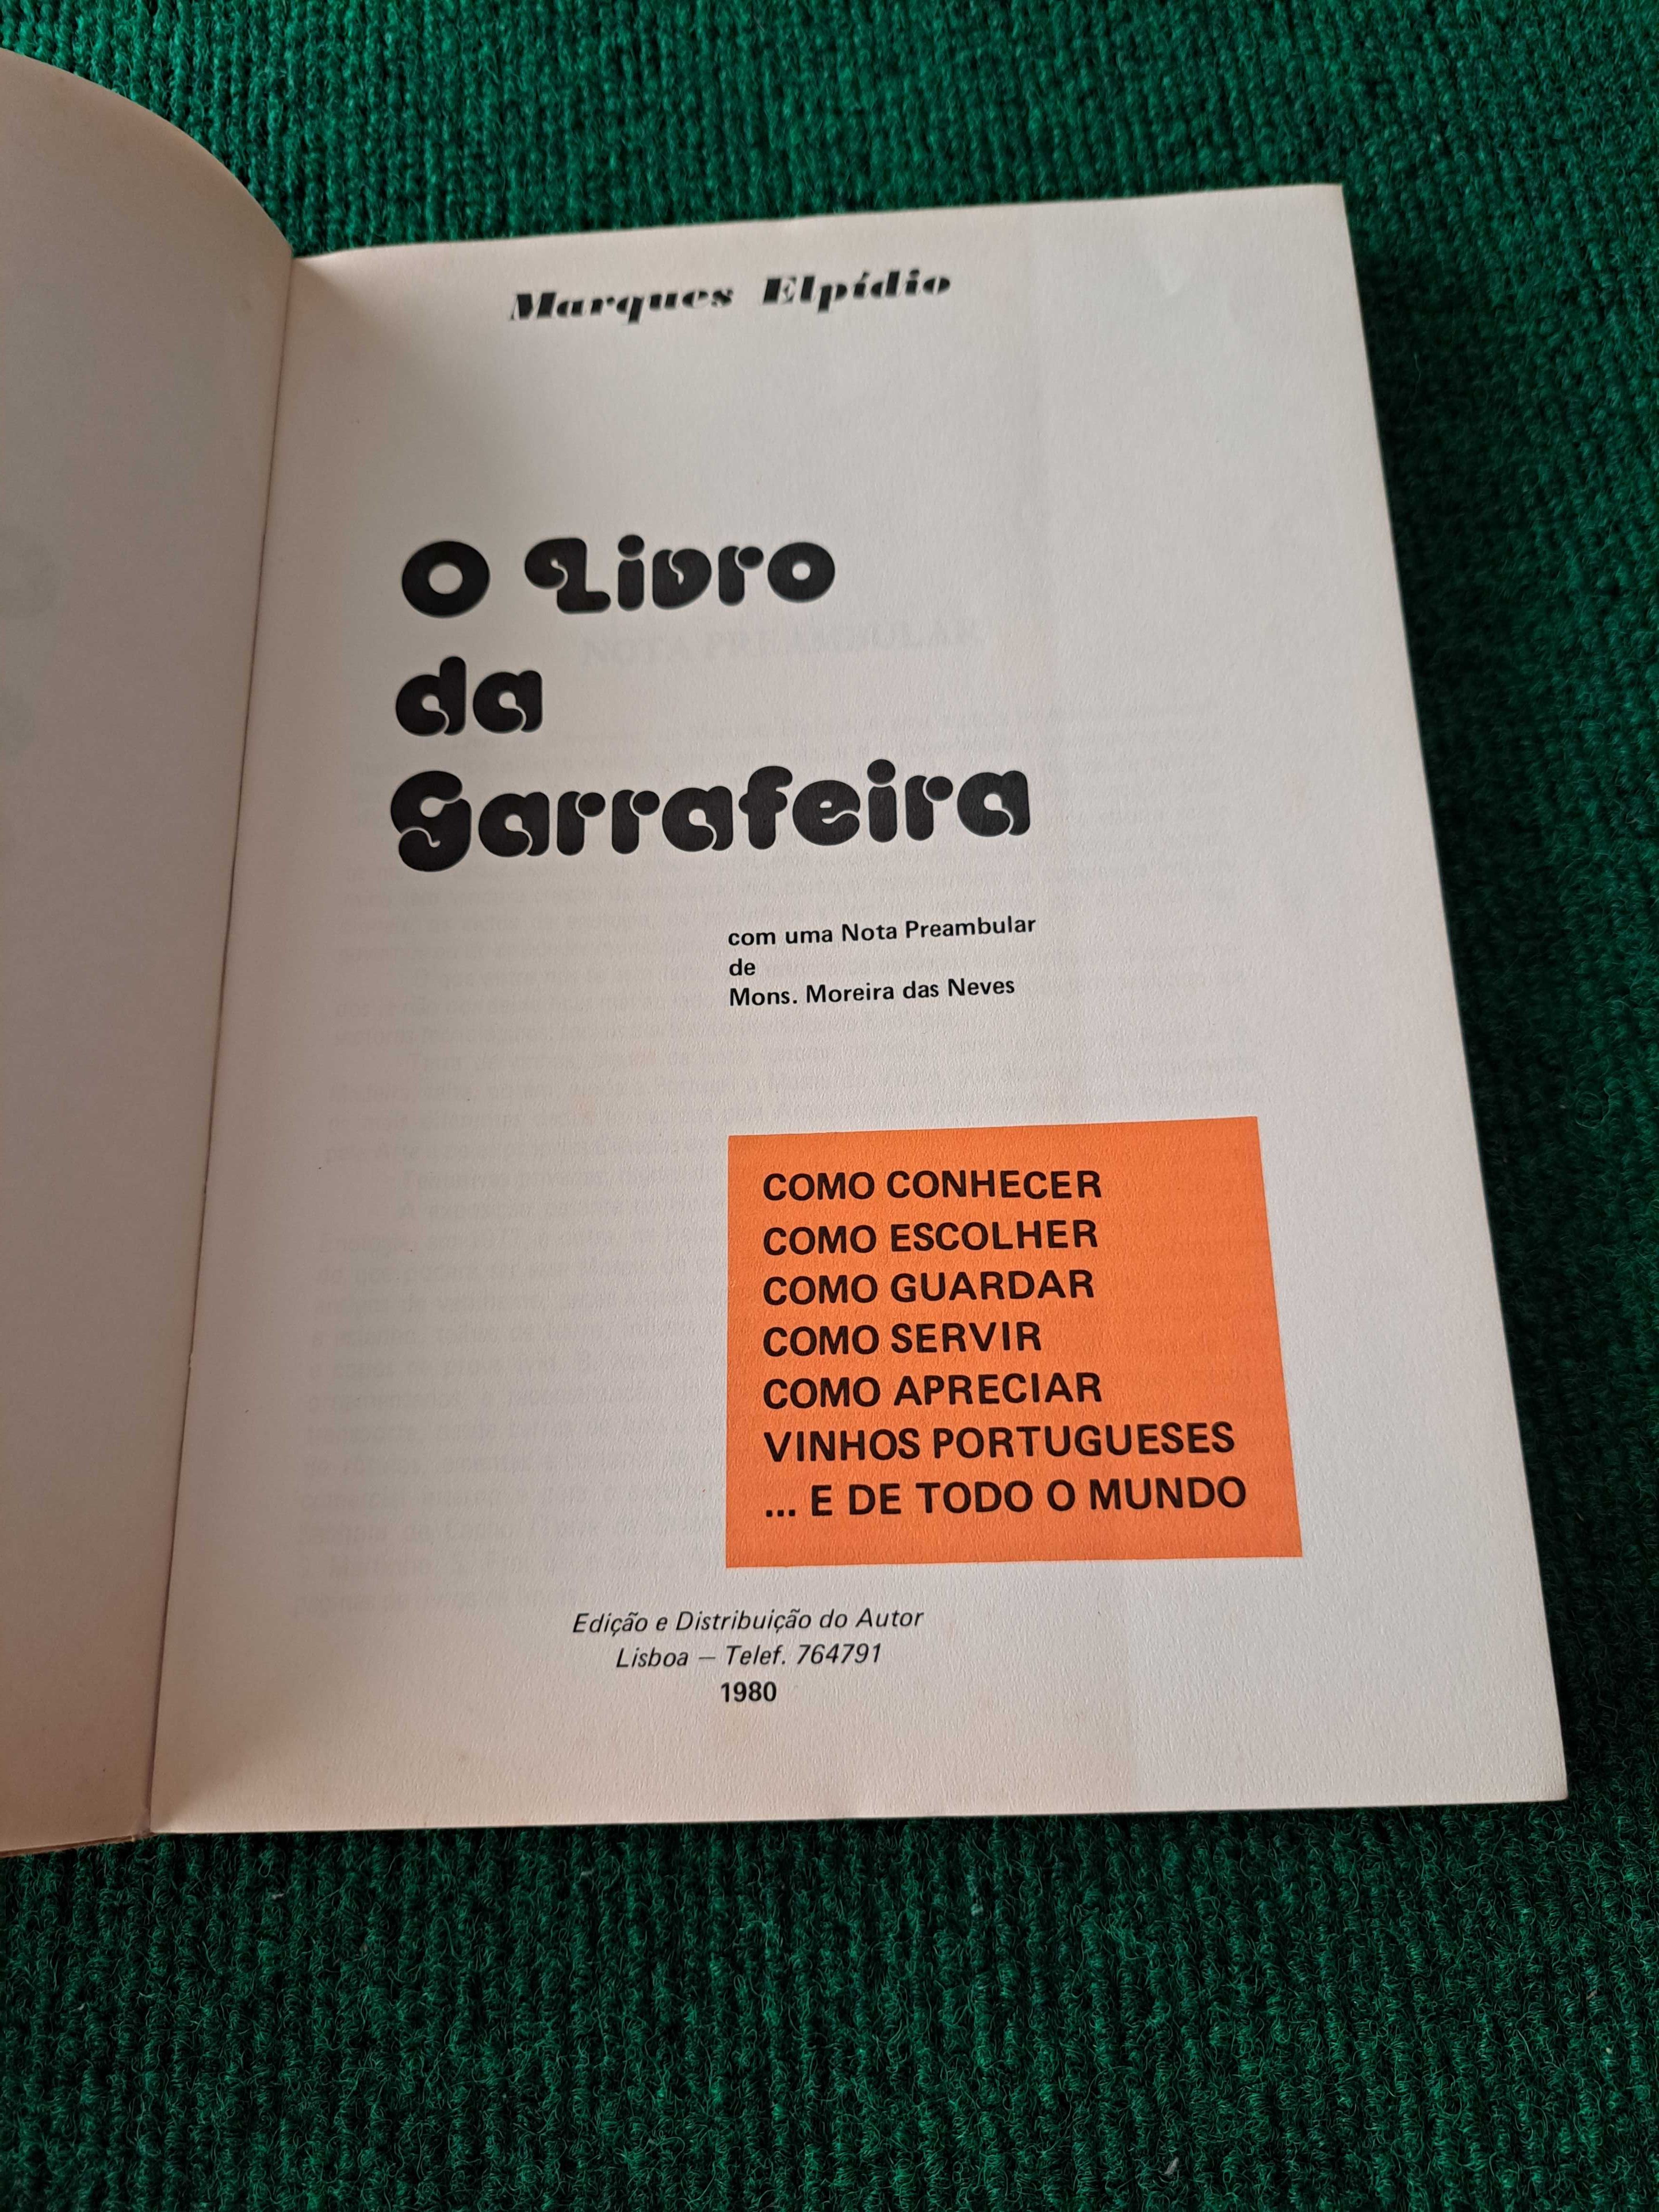 Marques Elpídio
O Livro
da
Garrafeira
com uma Nota Preambular
de
Mons. Moreira das Neves
COMO CONHECER
COMO ESCOLHER
COMO GUARDAR
COMO SERVIR
COMO APRECIAR
VINHOS PORTUGUESES
... E DE TODO O MUNDO
Edição e Distribuição do Autor
Lisboa — Telef. 764791
1980